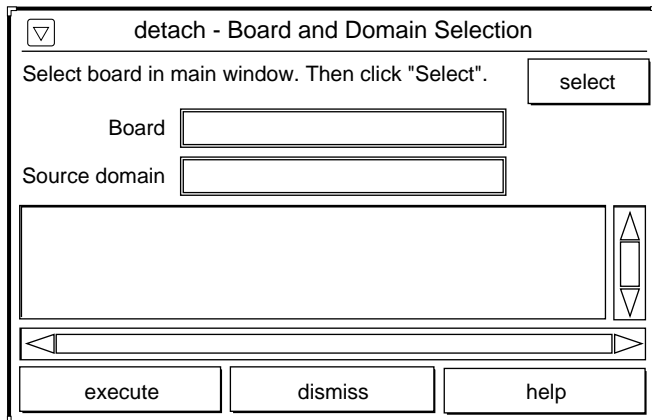 detach - Board and Domain Selection
Select board in main window. Then click "Select".
select
Board
Source domain
execute
dismiss
help